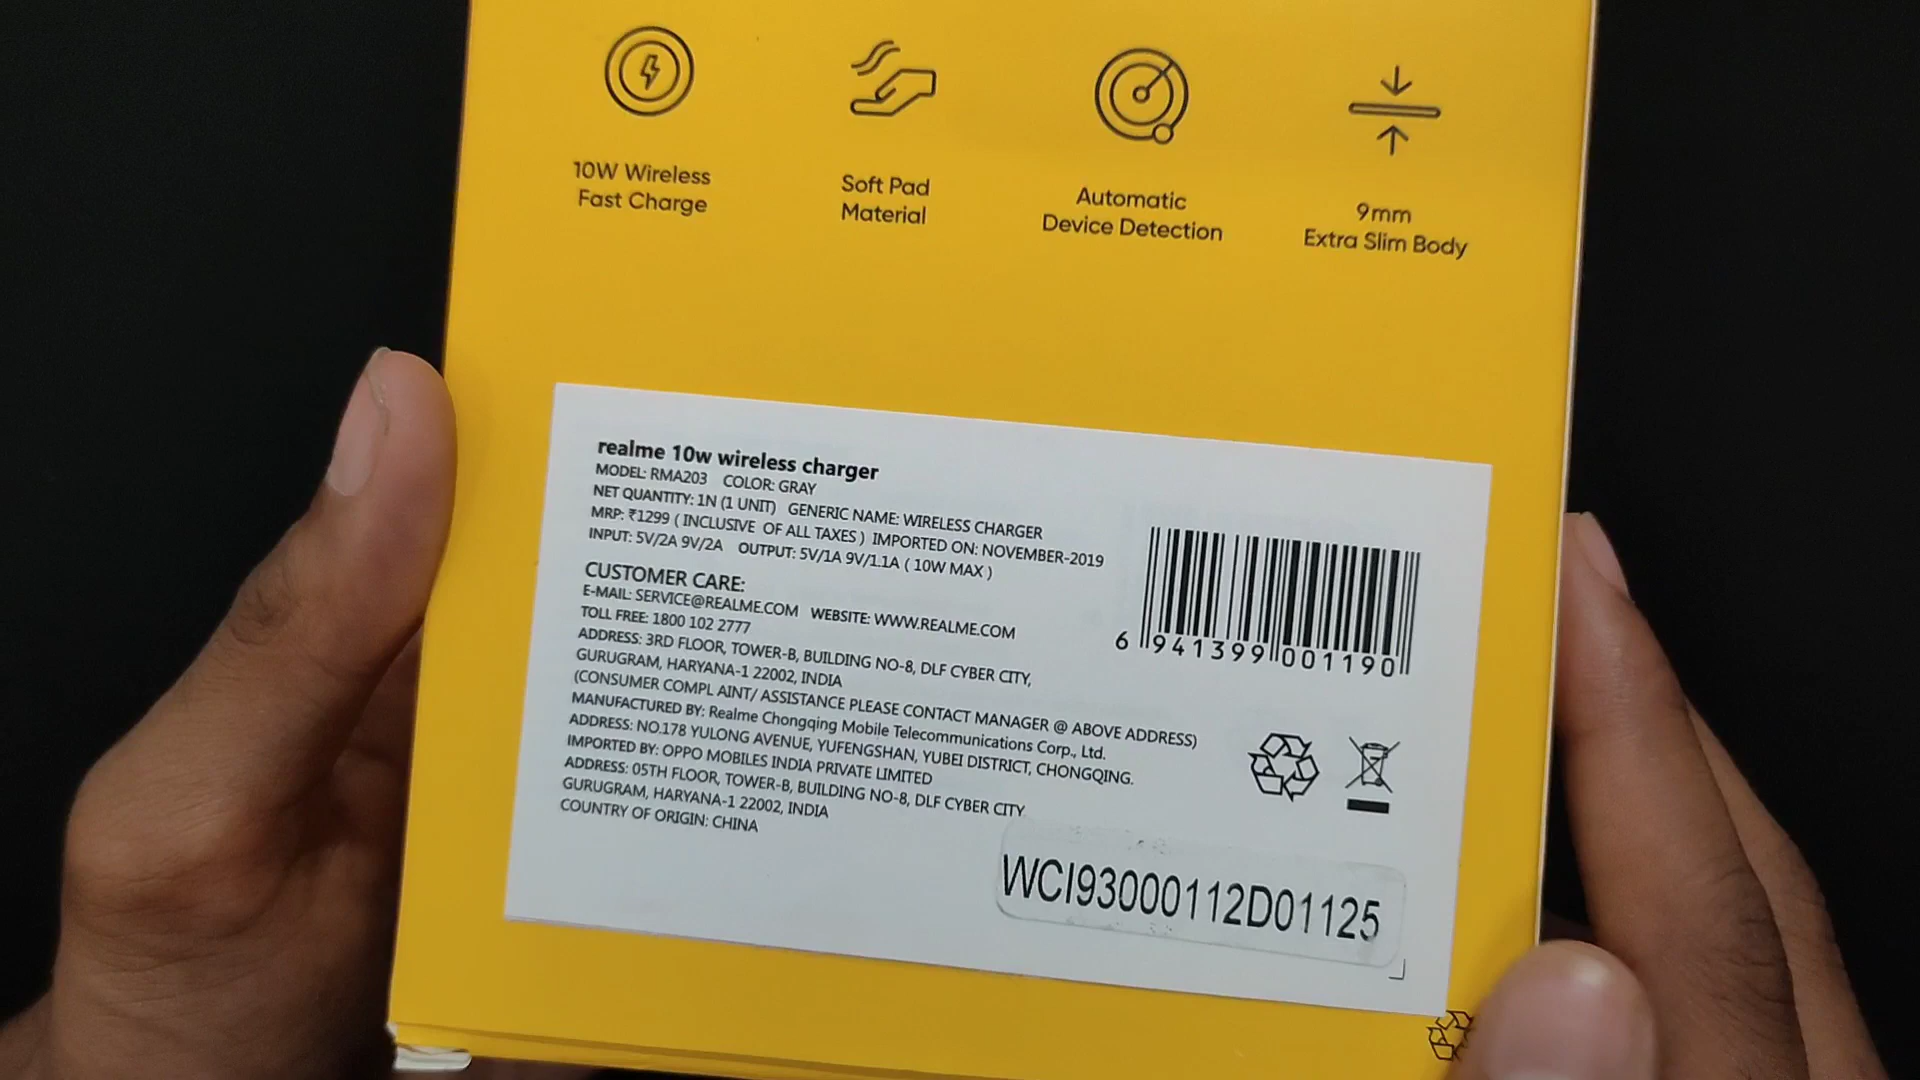 10W Wireless
Fast Charge
Soft Pad
Material
Automatic
Device Detection
9mm
Extra Slim Body
realme 10w wireless charger
MODEL: RMA203 COLOR: GRAY
NET QUANTITY: 1N (1 UNIT) GENERIC NAME: WIRELESS CHARGER
MRP: ₹1299 ( INCLUSIVE OF ALL TAXES ) IMPORTED ON: NOVEMBER-2019
INPUT: 5V/2A 9V/2A OUTPUT: 5V/1A 9V/1.1A ( 10W MAX )
CUSTOMER CARE:
E-MAIL: SERVICE@REALME.COM WEBSITE: WWW.REALME.COM
TOLL FREE: 1800 102 2777
ADDRESS: 3RD FLOOR, TOWER-B, BUILDING NO-8, DLF CYBER CITY,
GURUGRAM, HARYANA-1 22002, INDIA
(CONSUMER COMPL AINT/ ASSISTANCE PLEASE CONTACT MANAGER @ ABOVE ADDRESS)
MANUFACTURED BY: Realme Chongqing Mobile Telecommunications Corp., Ltd.
ADDRESS: NO.178 YULONG AVENUE, YUFENGSHAN, YUBEI DISTRICT, CHONGQING.
IMPORTED BY: OPPO MOBILES INDIA PRIVATE LIMITED
ADDRESS: 05TH FLOOR, TOWER-B, BUILDING NO-8, DLF CYBER CITY,
GURUGRAM, HARYANA-1 22002, INDIA
COUNTRY OF ORIGIN: CHINA
6 941399 001190
WCI93000112D01125